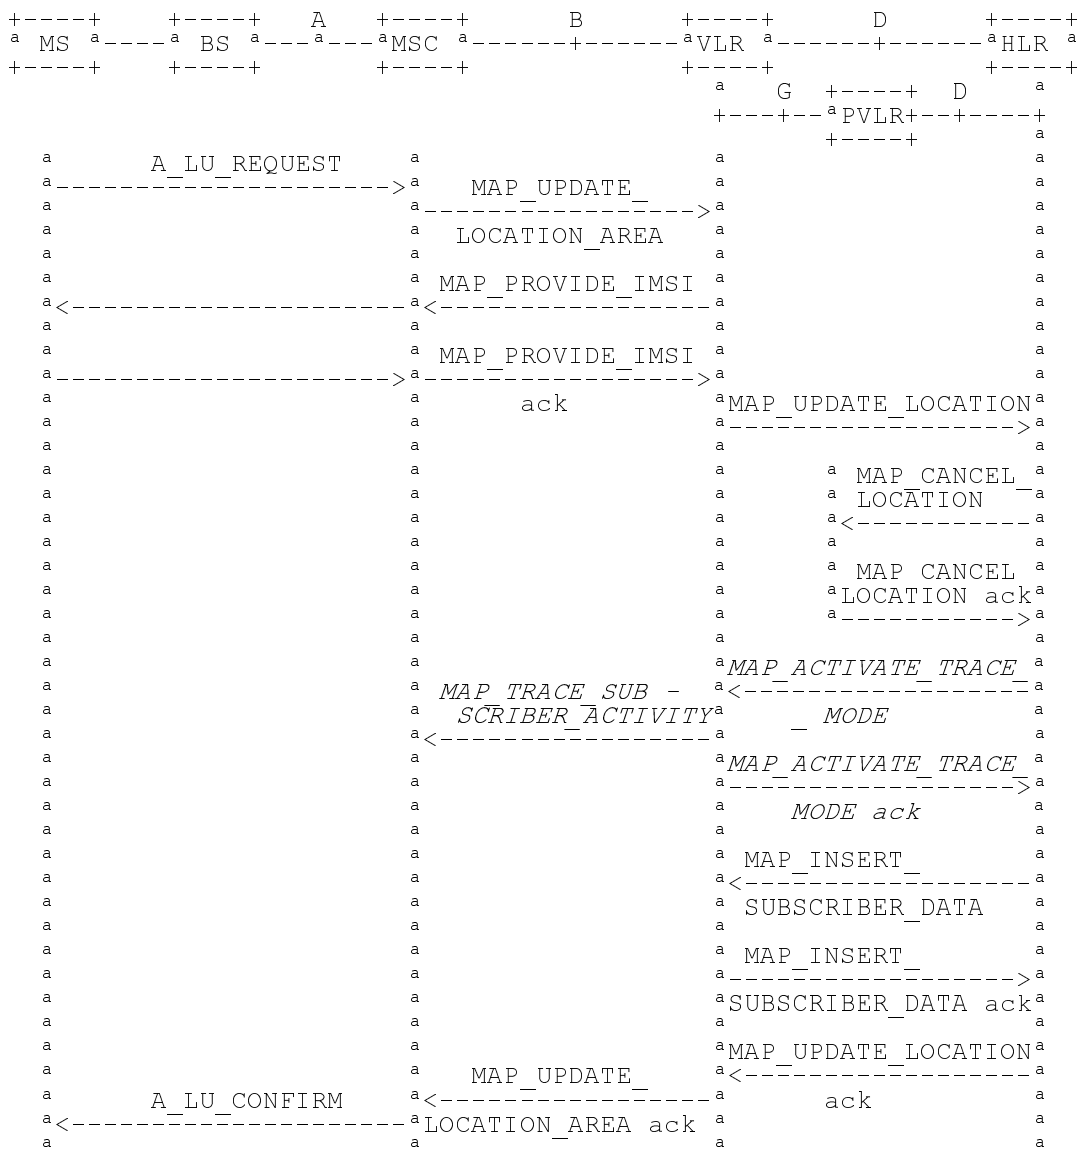 A B D
MS BS MSC VLR HLR
G D
PVLR
A_LU_REQUEST
MAP_UPDATE_
LOCATION_AREA
MAP_PROVIDE_IMSI
MAP_PROVIDE_IMSI
ack
MAP_UPDATE_LOCATION
MAP_CANCEL_
LOCATION
MAP CANCEL
LOCATION ack
MAP_ACTIVATE_TRACE_
_ MODE
MAP_TRACE_SUB -
SCRIBER_ACTIVITY
MAP_ACTIVATE_TRACE_
MODE ack
MAP_INSERT_
SUBSCRIBER_DATA
MAP_INSERT_
SUBSCRIBER_DATA ack
MAP_UPDATE_LOCATION
ack
MAP_UPDATE_
LOCATION_AREA ack
A_LU_CONFIRM